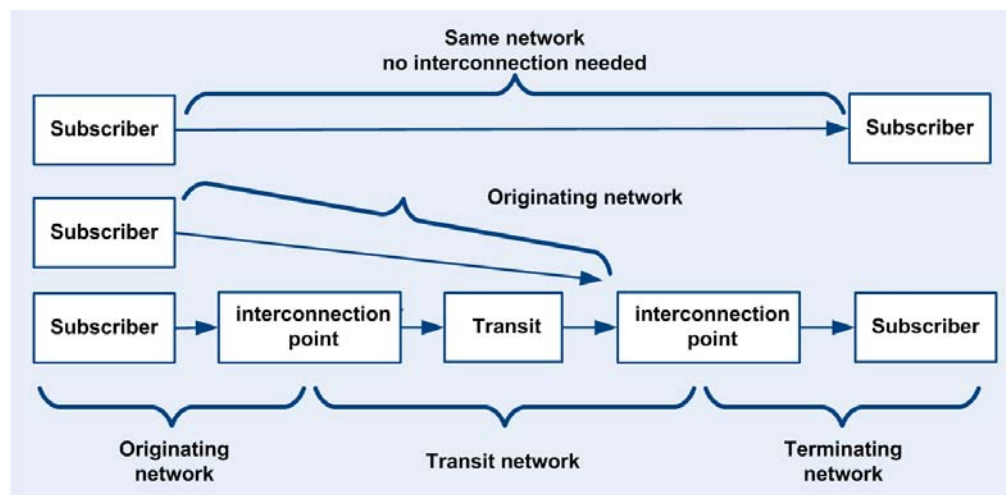 Same network
no interconnection needed
Subscriber
Subscriber
Originating network
Subscriber
Subscriber
interconnection
point
Transit
interconnection
point
Subscriber
Originating
network
Transit network
Terminating
network